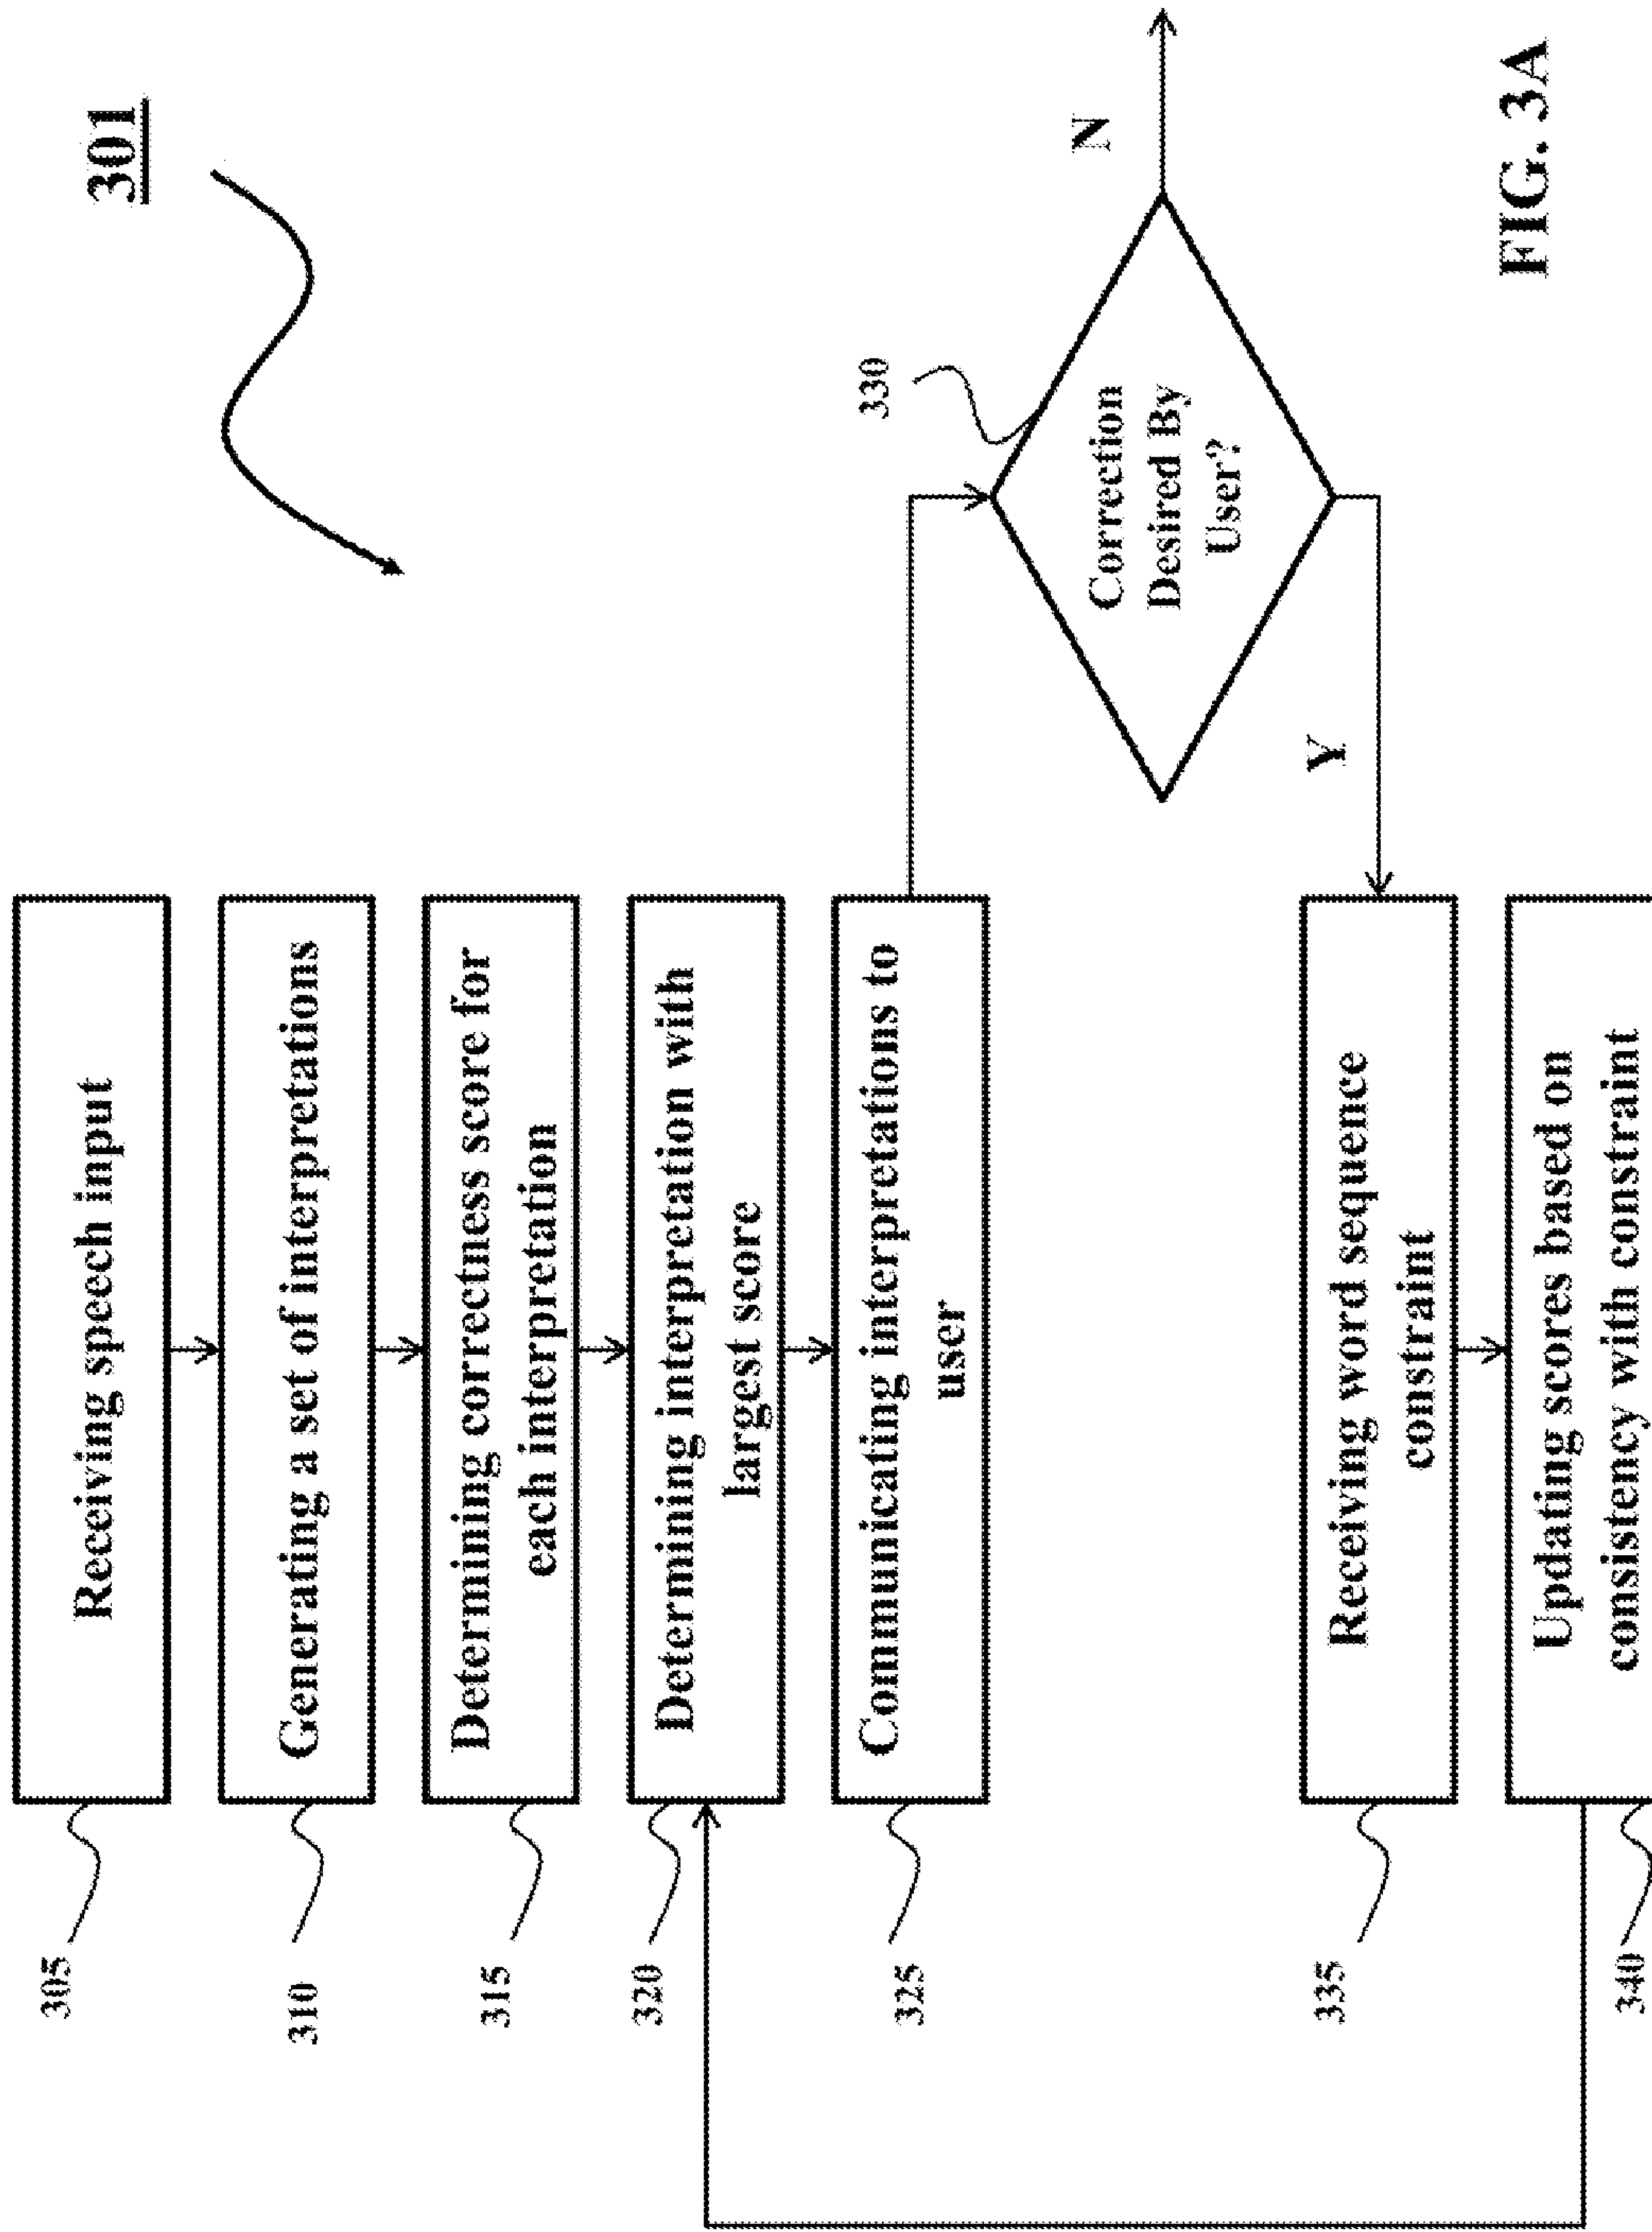 301
305
Receiving speech input
310
Generating a set of interpretations
315
Determining correctness score for
each interpretation
320
Determining interpretation with
largest score
325
Communicating interpretations to
user
330
Correction
Desired By
User?
N
Y
335
Receiving word sequence
constraint
340
Updating scores based on
consistency with constraint
FIG. 3A